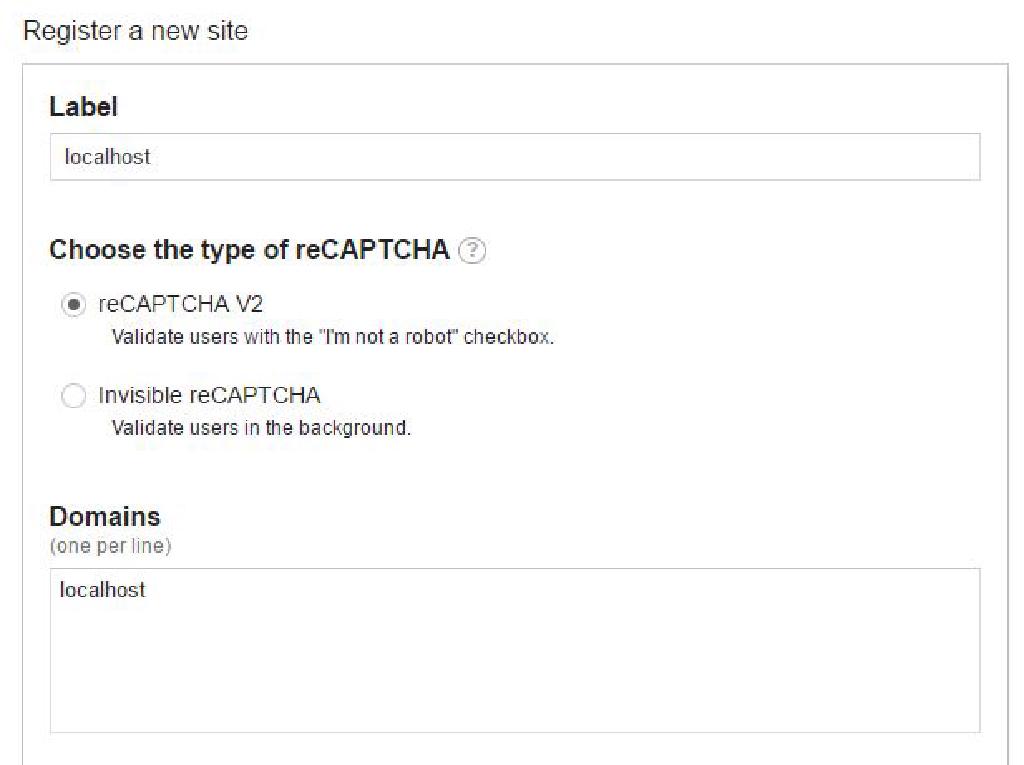 Register a new site
Label
localhost
Choose the type of reCAPTCHA ?
reCAPTCHA V2
Validate users with the "I'm not a robot" checkbox.
Invisible reCAPTCHA
Validate users in the background.
Domains
(one per line)
localhost